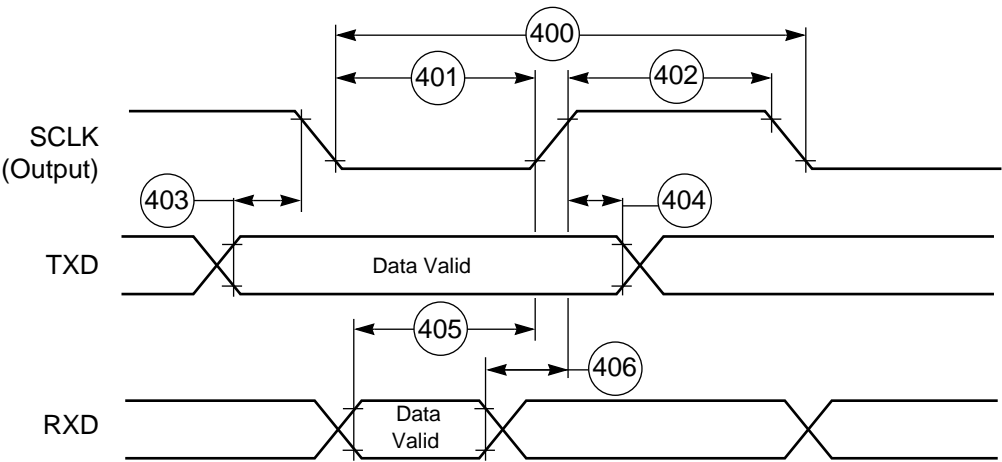 400
401
402
SCLK
(Output)
403
404
TXD
Data Valid
405
406
RXD
Data
Valid